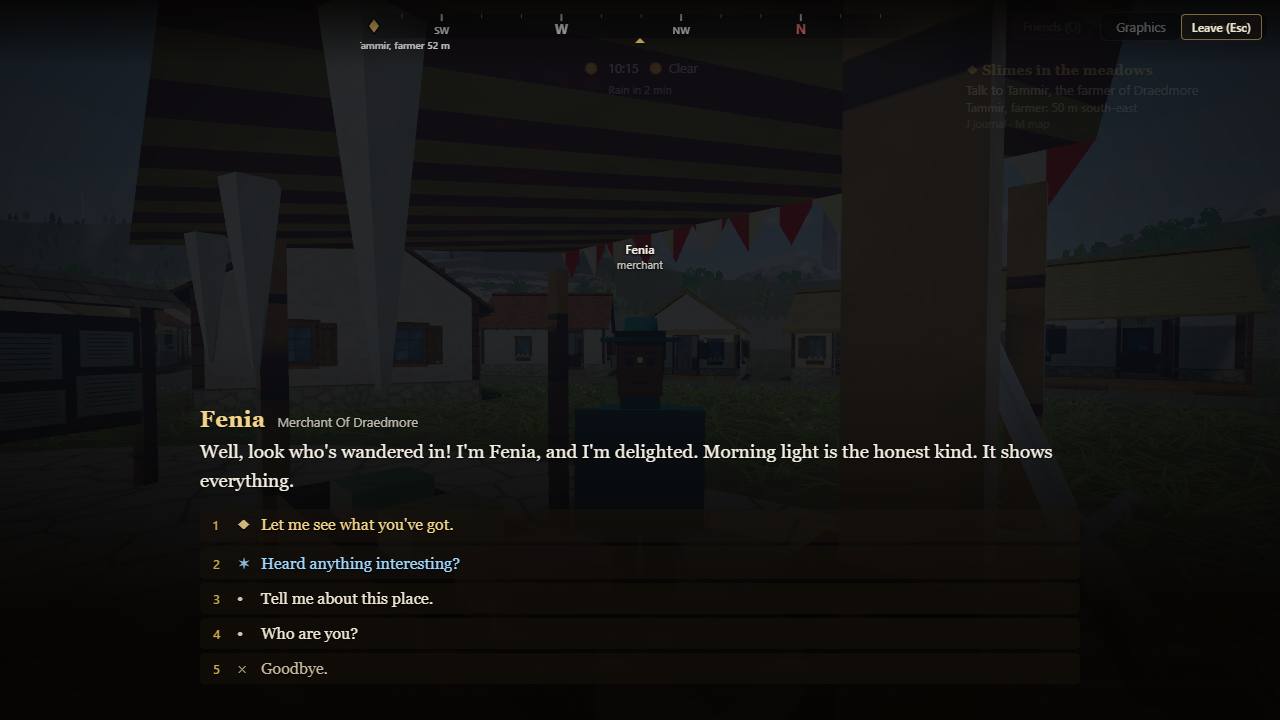 SW
W
NW
N
Tammir, farmer 52 m
Friends (O)
Graphics
Leave (Esc)
10:15 Clear
Rain in 2 min
Slimes in the meadows
Talk to Tammir, the farmer of Draedmore
Tammir, farmer: 50 m south-east
J journal · M map
Fenia
merchant
Fenia Merchant Of Draedmore
Well, look who's wandered in! I'm Fenia, and I'm delighted. Morning light is the honest kind. It shows
everything.
1 Let me see what you've got.
2 Heard anything interesting?
3 Tell me about this place.
4 Who are you?
5 Goodbye.